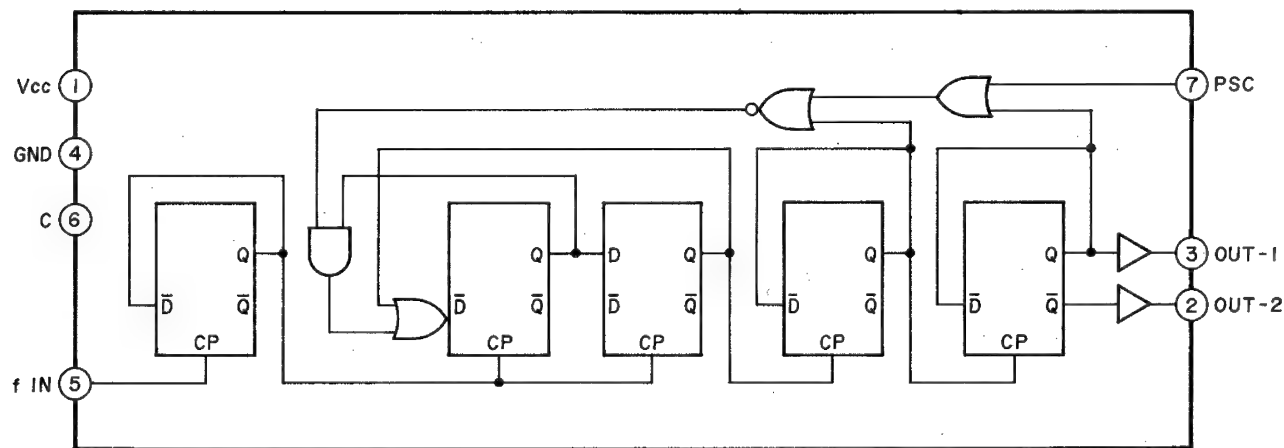 Vcc 1
GND 4
C 6
f IN 5
7 PSC
3 OUT-1
2 OUT-2
Q
D̅ Q̅
CP
Q
D̅ Q̅
CP
D Q
Q̅
CP
Q
D̅ Q̅
CP
Q
D̅ Q̅
CP